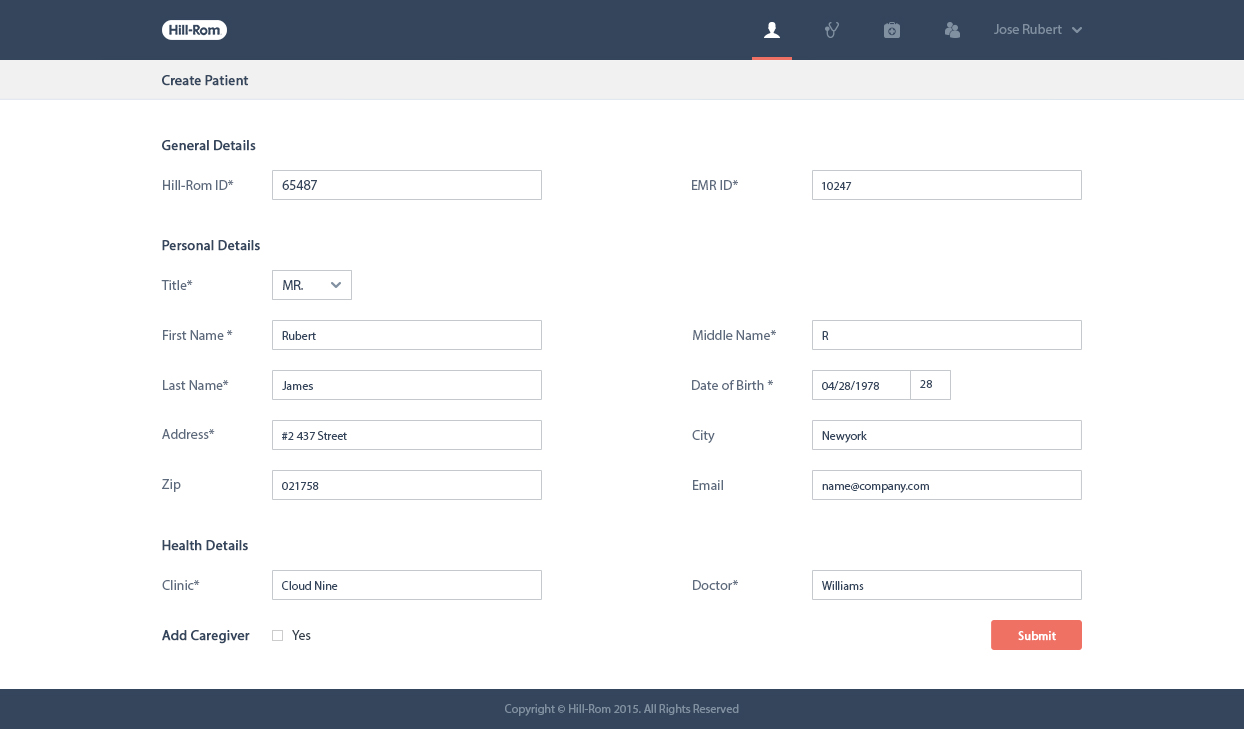 Hill-Rom
Jose Rubert
Create Patient
General Details
Hill-Rom ID* 65487 EMR ID* 10247
Personal Details
Title* MR.
First Name * Rubert Middle Name* R
Last Name* James Date of Birth * 04/28/1978 28
Address* #2 437 Street City Newyork
Zip 021758 Email name@company.com
Health Details
Clinic* Cloud Nine Doctor* Williams
Add Caregiver Yes Submit
Copyright © Hill-Rom 2015. All Rights Reserved